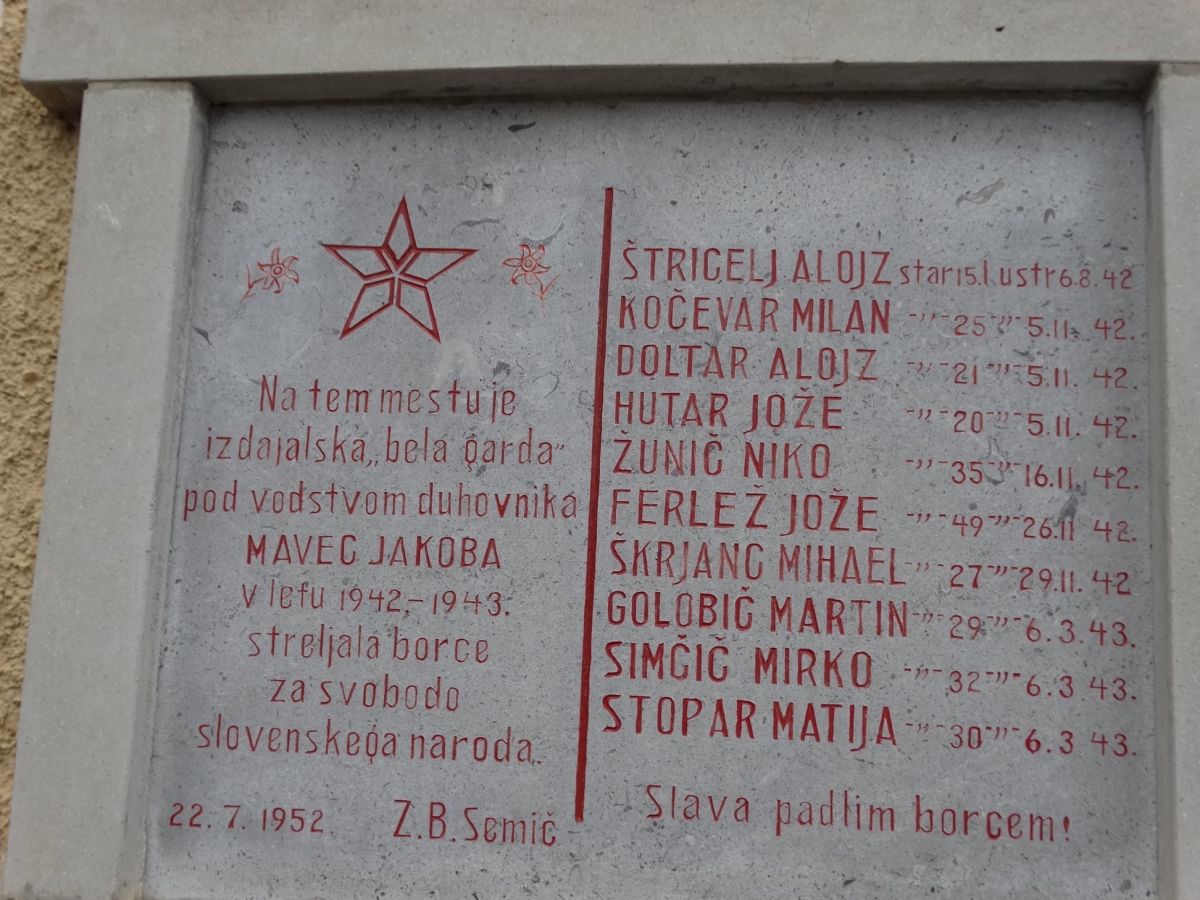 Na tem mestu je
izdajalska „bela garda”
pod vodstvom duhovnika
MAVEC JAKOBA
v letu 1942.-1943.
streljala borce
za svobodo
slovenskega naroda.
22. 7. 1952. Z.B. Semič
ŠTRICELJ ALOJZ star 15.l. ustr 6.8. 42
KOČEVAR MILAN -"- 25 -"- 5.11. 42.
DOLTAR ALOJZ -"- 21 -"- 5.11. 42.
HUTAR JOŽE -"- 20 -"- 5.11. 42.
ŽUNIČ NIKO -"- 35 -"- 16.11. 42.
FERLEŽ JOŽE -"- 49 -"- 26.11 42.
ŠKRJANC MIHAEL -"- 27 -"- 29.11. 42
GOLOBIČ MARTIN -"- 29 -"- 6.3. 43.
SIMČIČ MIRKO -"- 32 -"- 6.3 43.
STOPAR MATIJA -"- 30 -"- 6.3 43.
Slava padlim borcem!